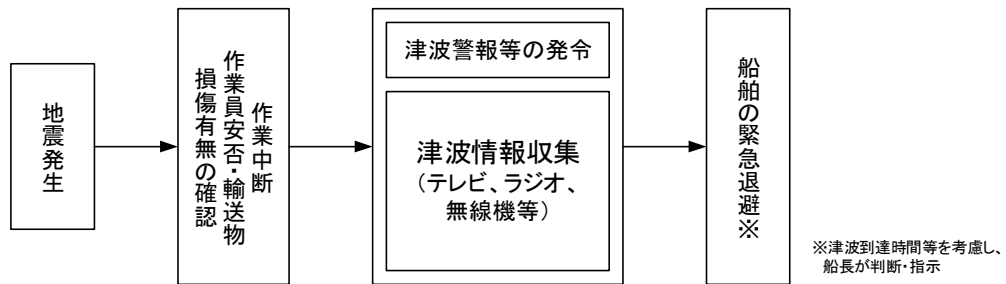 地震発生
作業中断
作業員安否・輸送物
損傷有無の確認
津波警報等の発令
津波情報収集
(テレビ、ラジオ、
無線機等)
船舶の緊急退避※
※津波到達時間等を考慮し、
船長が判断・指示